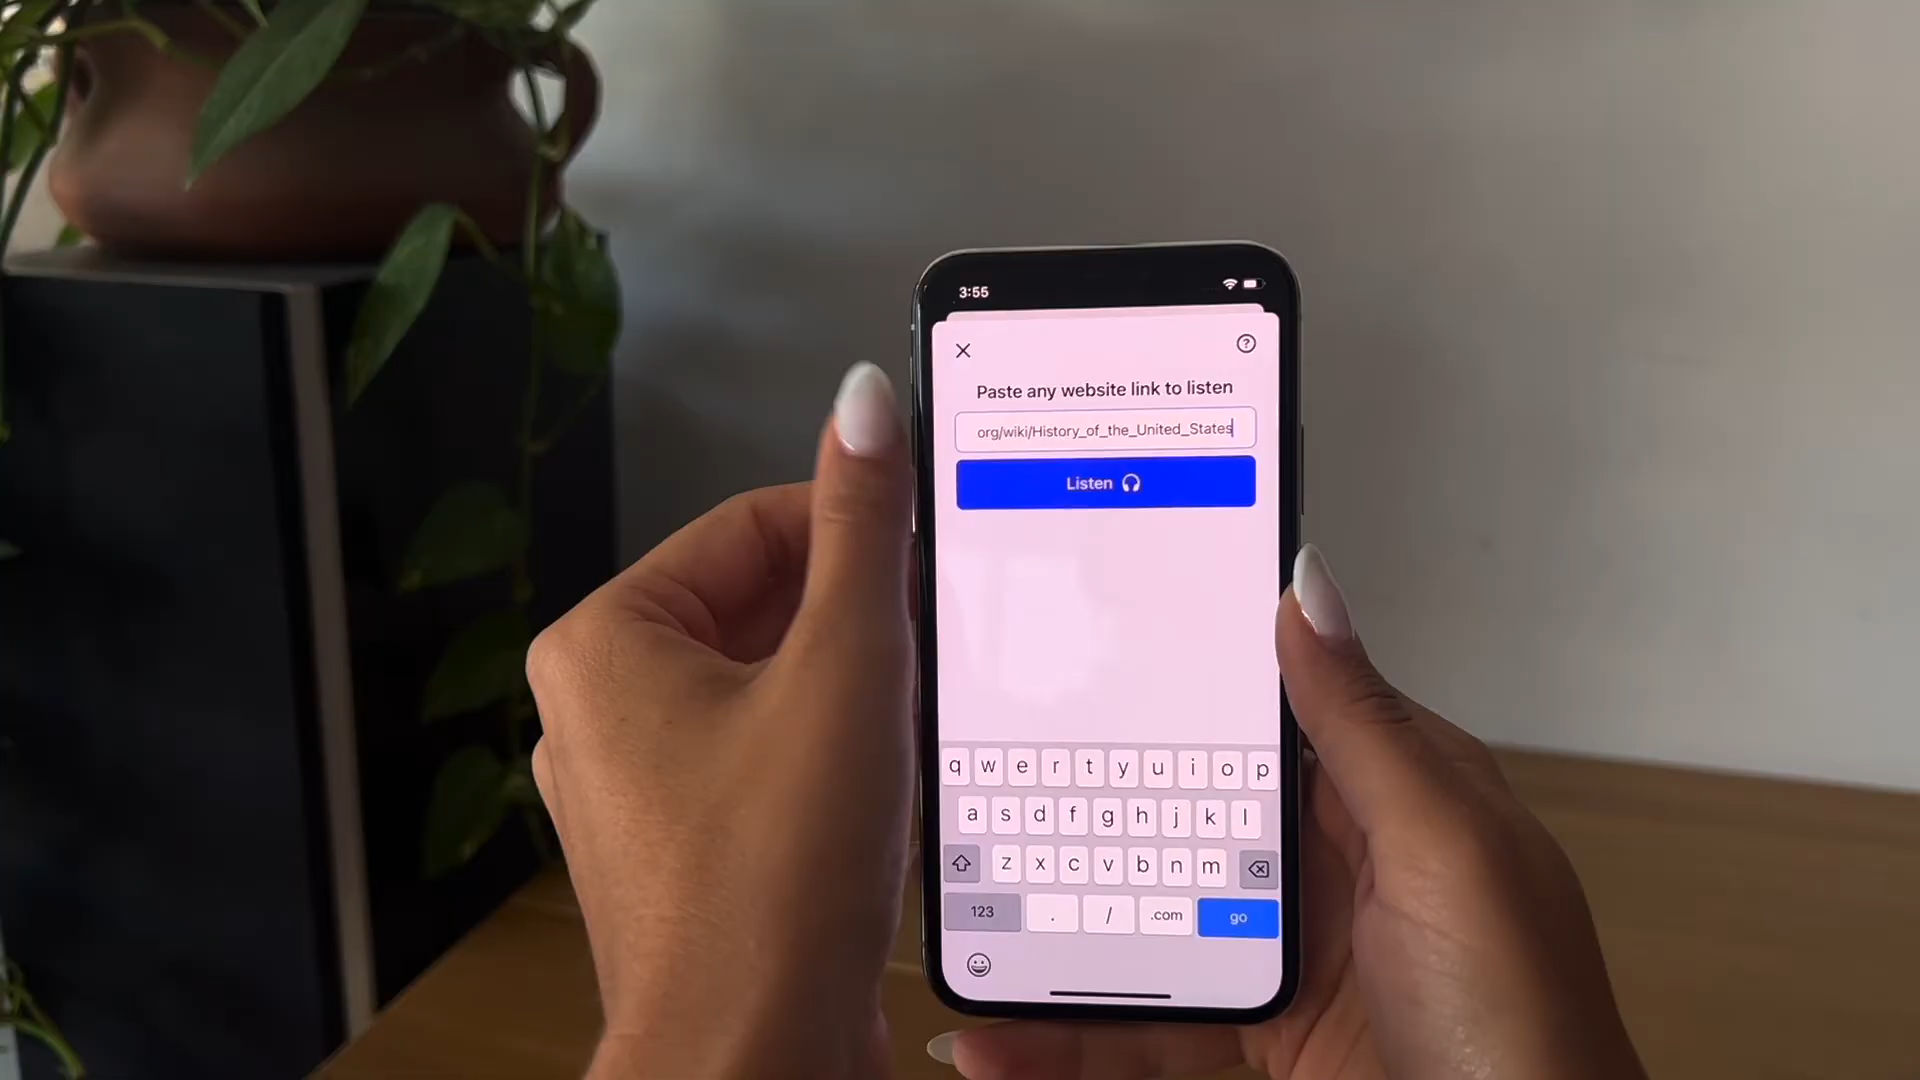 3:55
Paste any website link to listen
org/wiki/History_of_the_United_States
Listen
q w e r t y u i o p
a s d f g h j k l
z x c v b n m
123 . / .com go